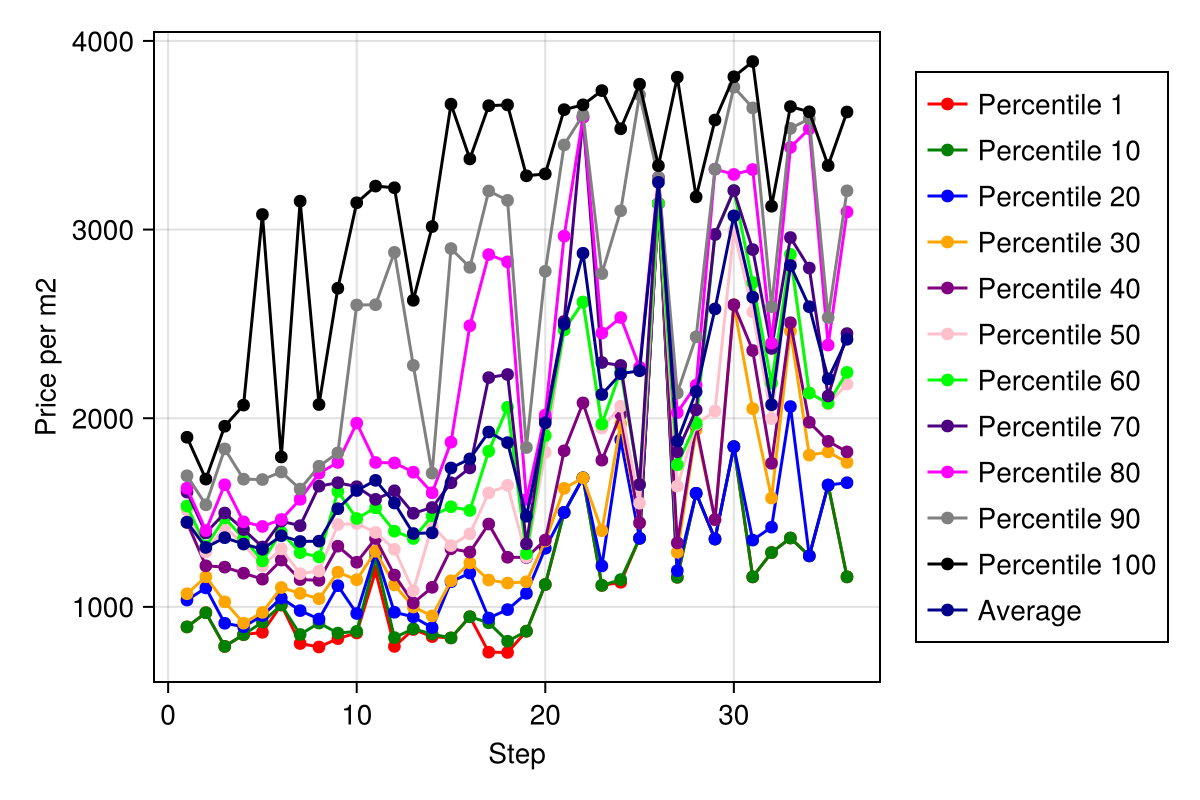 4000
3000
2000
1000
Price per m2
0
10
20
30
Step
Percentile 1
Percentile 10
Percentile 20
Percentile 30
Percentile 40
Percentile 50
Percentile 60
Percentile 70
Percentile 80
Percentile 90
Percentile 100
Average